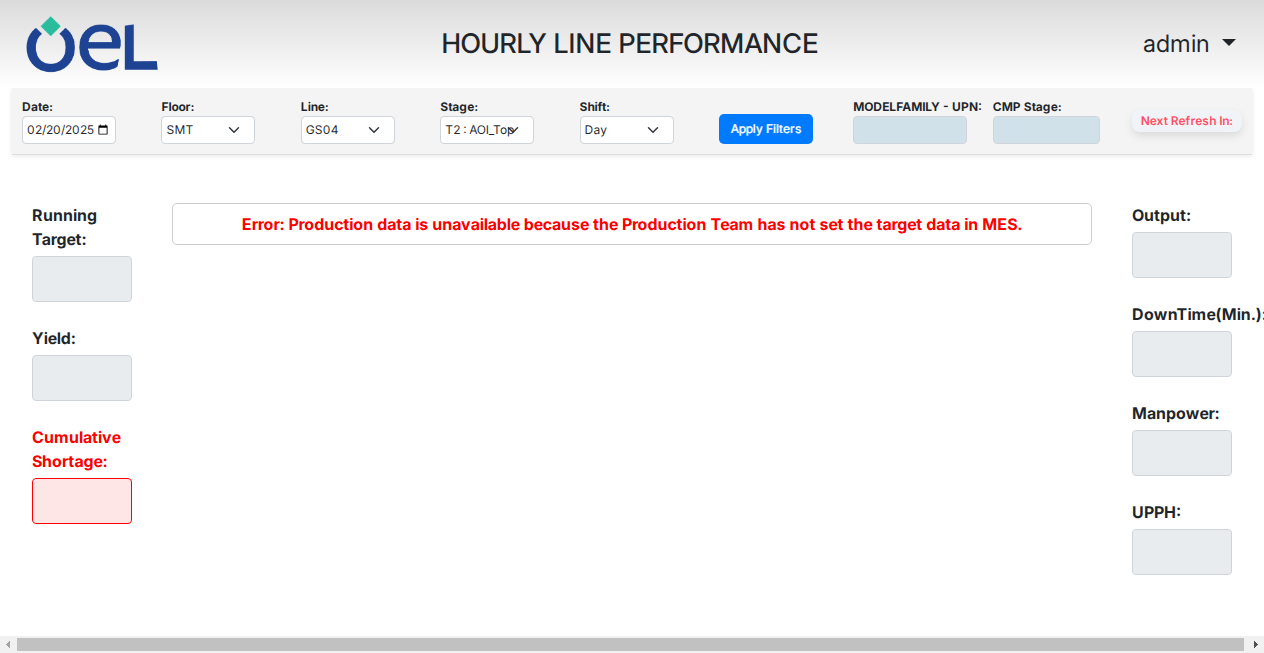 oeL
HOURLY LINE PERFORMANCE
admin
Date:
02/20/2025
Floor:
SMT
Line:
GS04
Stage:
T2 : AOI_Top
Shift:
Day
Apply Filters
MODELFAMILY - UPN:
CMP Stage:
Next Refresh In:
Running
Target:
Yield:
Cumulative
Shortage:
Error: Production data is unavailable because the Production Team has not set the target data in MES.
Output:
DownTime(Min.):
Manpower:
UPPH: